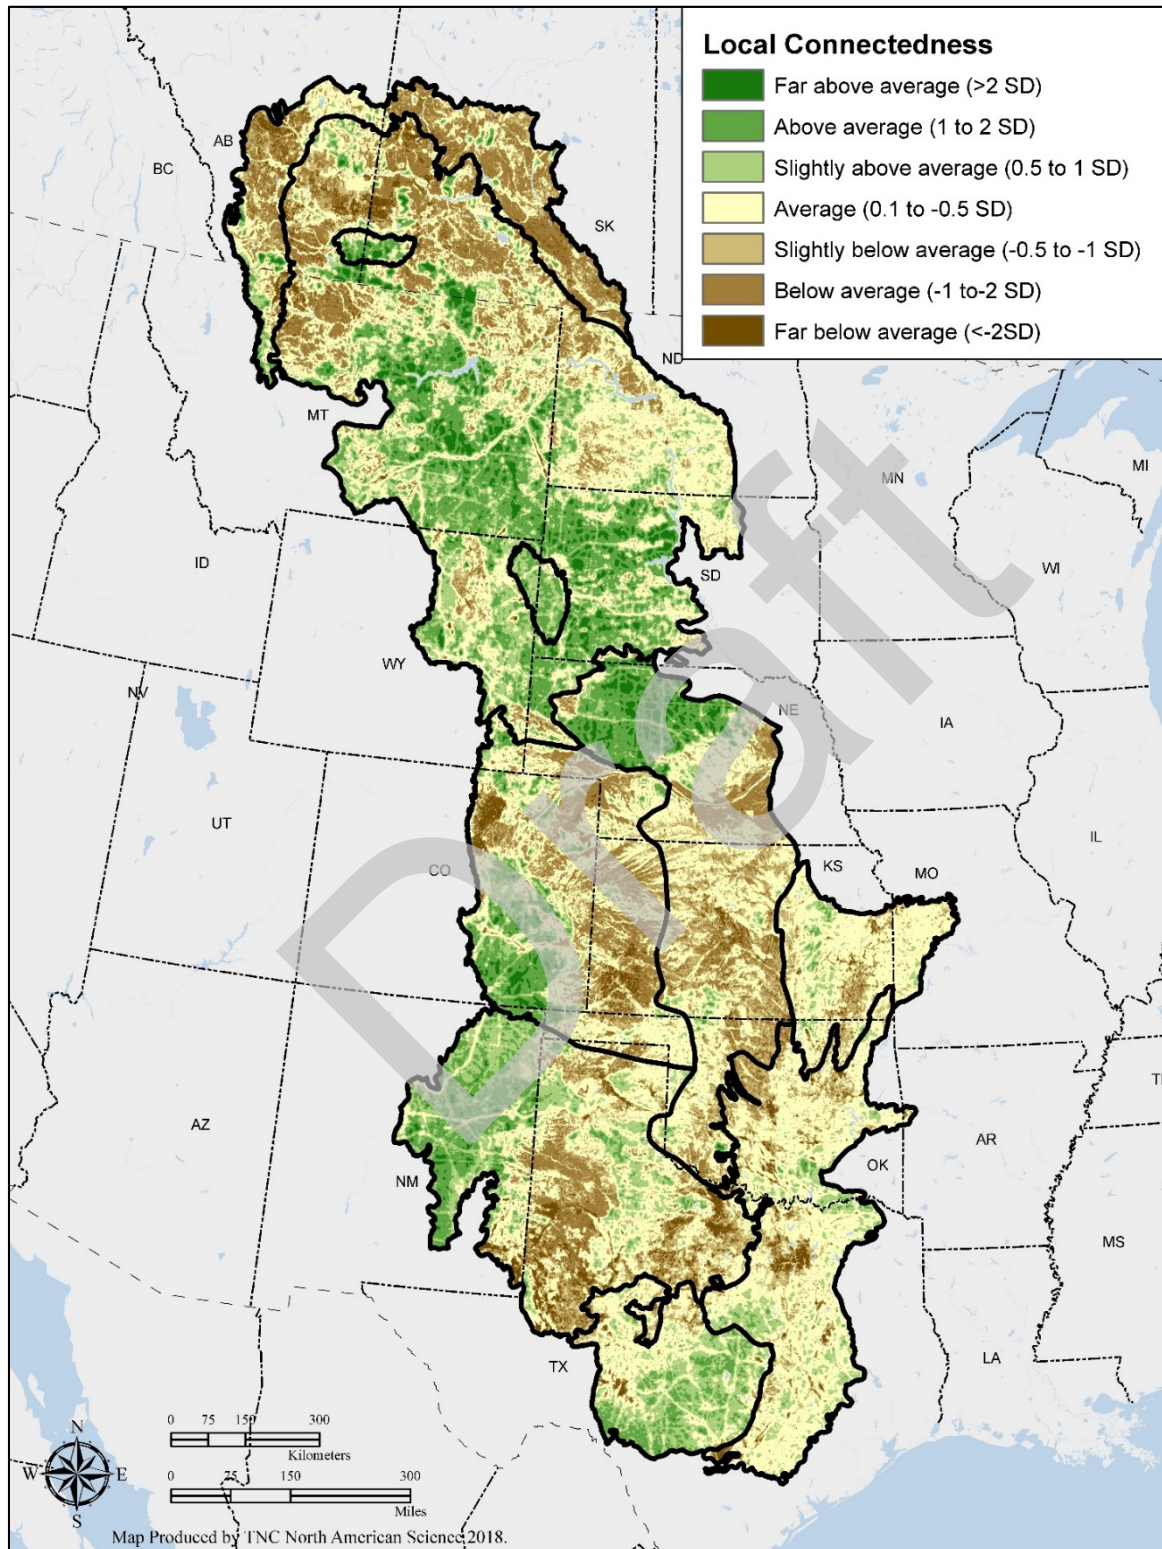 Local Connectedness
Far above average (>2 SD)
Above average (1 to 2 SD)
Slightly above average (0.5 to 1 SD)
Average (0.1 to -0.5 SD)
Slightly below average (-0.5 to -1 SD)
Below average (-1 to-2 SD)
Far below average (<-2SD)
AB
BC
SK
ND
MT
MN
MI
ID
SD
WI
WY
NV
NE
IA
UT
IL
CO
KS
MO
AZ
AR
OK
NM
MS
TX
LA
Draft
0 75 150 300
Kilometers
0 75 150 300
Miles
N
W E
S
Map Produced by TNC North American Science 2018.